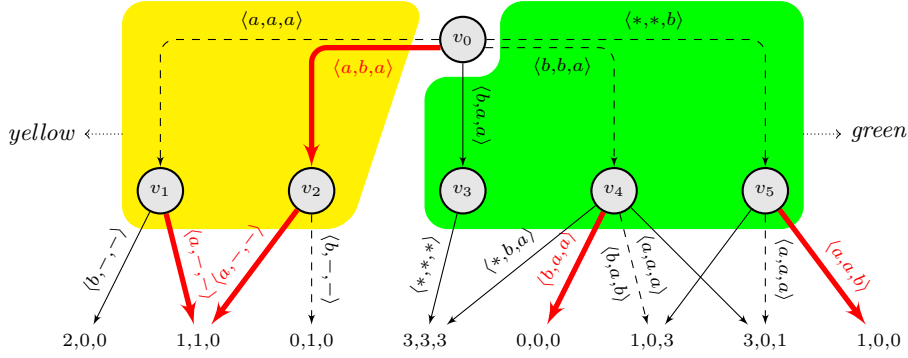 ⟨a,a,a⟩ v₀ ⟨*,*,b⟩
⟨a,b,a⟩ ⟨b,b,a⟩
⟨b,a,a⟩
yellow green
v₁ v₂ v₃ v₄ v₅
⟨b,−,−⟩ ⟨a,−,−⟩ ⟨a,−,−⟩ ⟨b,−,−⟩ ⟨*,*,*⟩ ⟨*,b,a⟩ ⟨b,a,a⟩ ⟨b,a,b⟩ ⟨a,a,a⟩ ⟨a,a,a⟩ ⟨a,a,b⟩
2,0,0 1,1,0 0,1,0 3,3,3 0,0,0 1,0,3 3,0,1 1,0,0